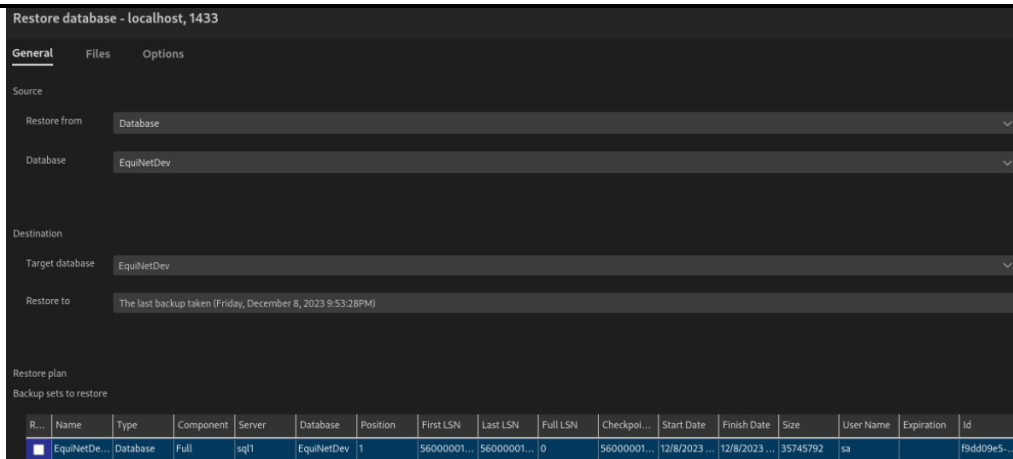 Restore database - localhost, 1433
General Files Options
Source
Restore from Database
Database EquiNetDev
Destination
Target database EquiNetDev
Restore to The last backup taken (Friday, December 8, 2023 9:53:28PM)
Restore plan
Backup sets to restore
R... Name Type Component Server Database Position First LSN Last LSN Full LSN Checkpoi... Start Date Finish Date Size User Name Expiration Id
EquiNetDe... Database Full sql1 EquiNetDev 1 56000001... 56000001... 0 56000001... 12/8/2023 ... 12/8/2023 ... 35745792 sa f9dd09e5-...